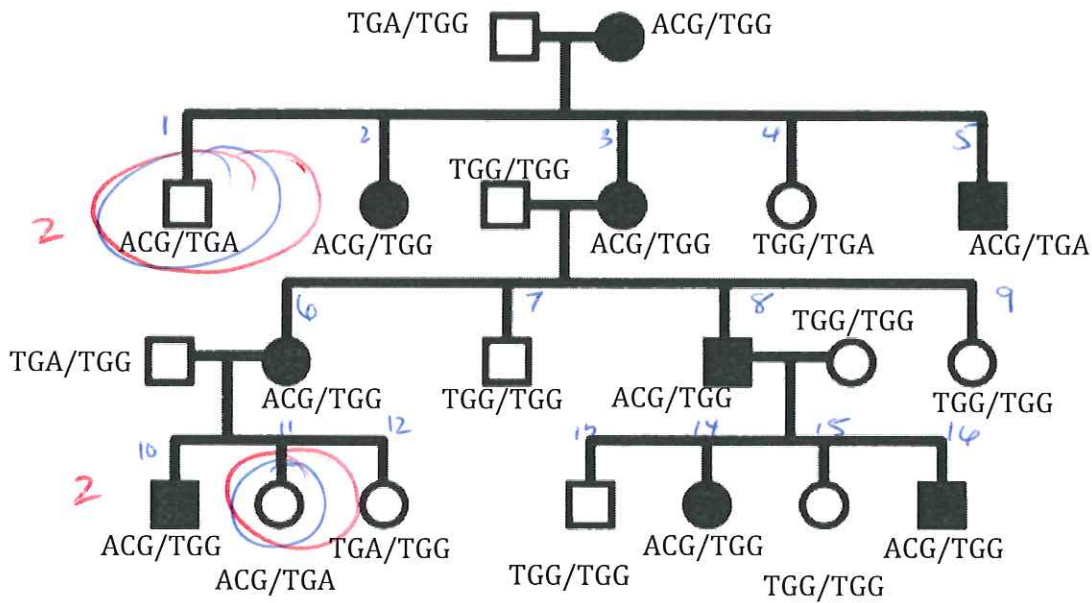 TGA/TGG ACG/TGG
1 2 3 4 5
TGG/TGG
2
ACG/TGA ACG/TGG ACG/TGG TGG/TGA ACG/TGA
6 7 8 9
TGG/TGG
TGA/TGG
ACG/TGG TGG/TGG ACG/TGG TGG/TGG
10 11 12 13 14 15 16
2
ACG/TGG TGA/TGG ACG/TGG ACG/TGG
ACG/TGA TGG/TGG TGG/TGG